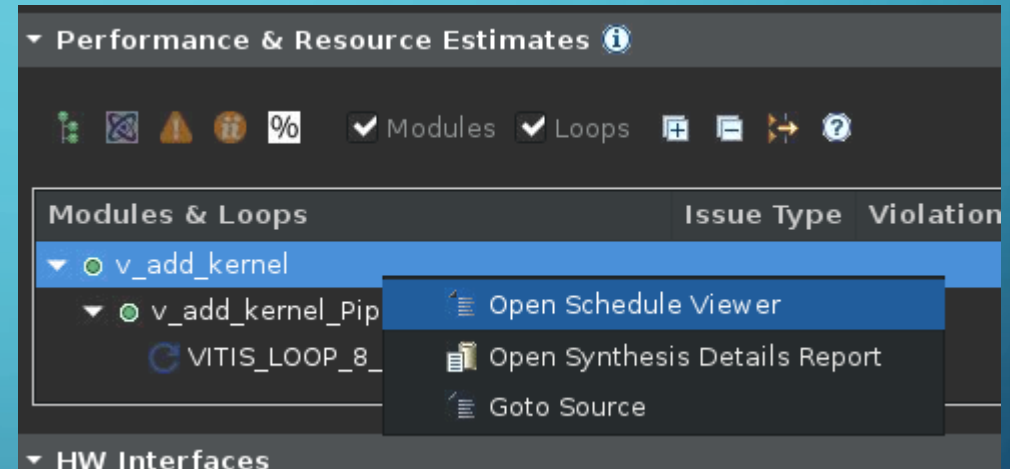 Performance & Resource Estimates
% Modules Loops
Modules & Loops Issue Type Violation
v_add_kernel
Open Schedule Viewer
v_add_kernel_Pip
Open Synthesis Details Report
VITIS_LOOP_8_
Goto Source
HW Interfaces